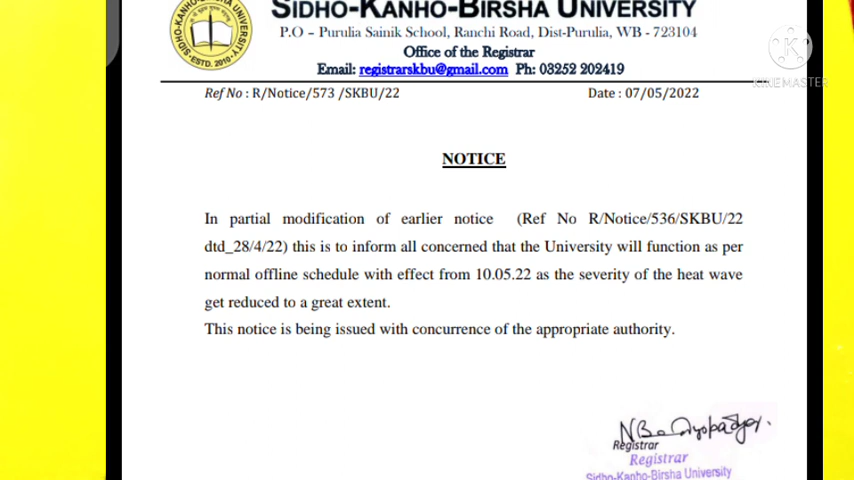 SIDHO-KANHO-BIRSHA UNIVERSITY
P.O – Purulia Sainik School, Ranchi Road, Dist-Purulia, WB - 723104
Office of the Registrar
Email: registrarskbu@gmail.com Ph: 03252 202419
Ref No : R/Notice/573 /SKBU/22 Date : 07/05/2022
KINEMASTER
NOTICE
In partial modification of earlier notice (Ref No R/Notice/536/SKBU/22
dtd_28/4/22) this is to inform all concerned that the University will function as per
normal offline schedule with effect from 10.05.22 as the severity of the heat wave
get reduced to a great extent.
This notice is being issued with concurrence of the appropriate authority.
Registrar
Registrar
Sidho-Kanho-Birsha University